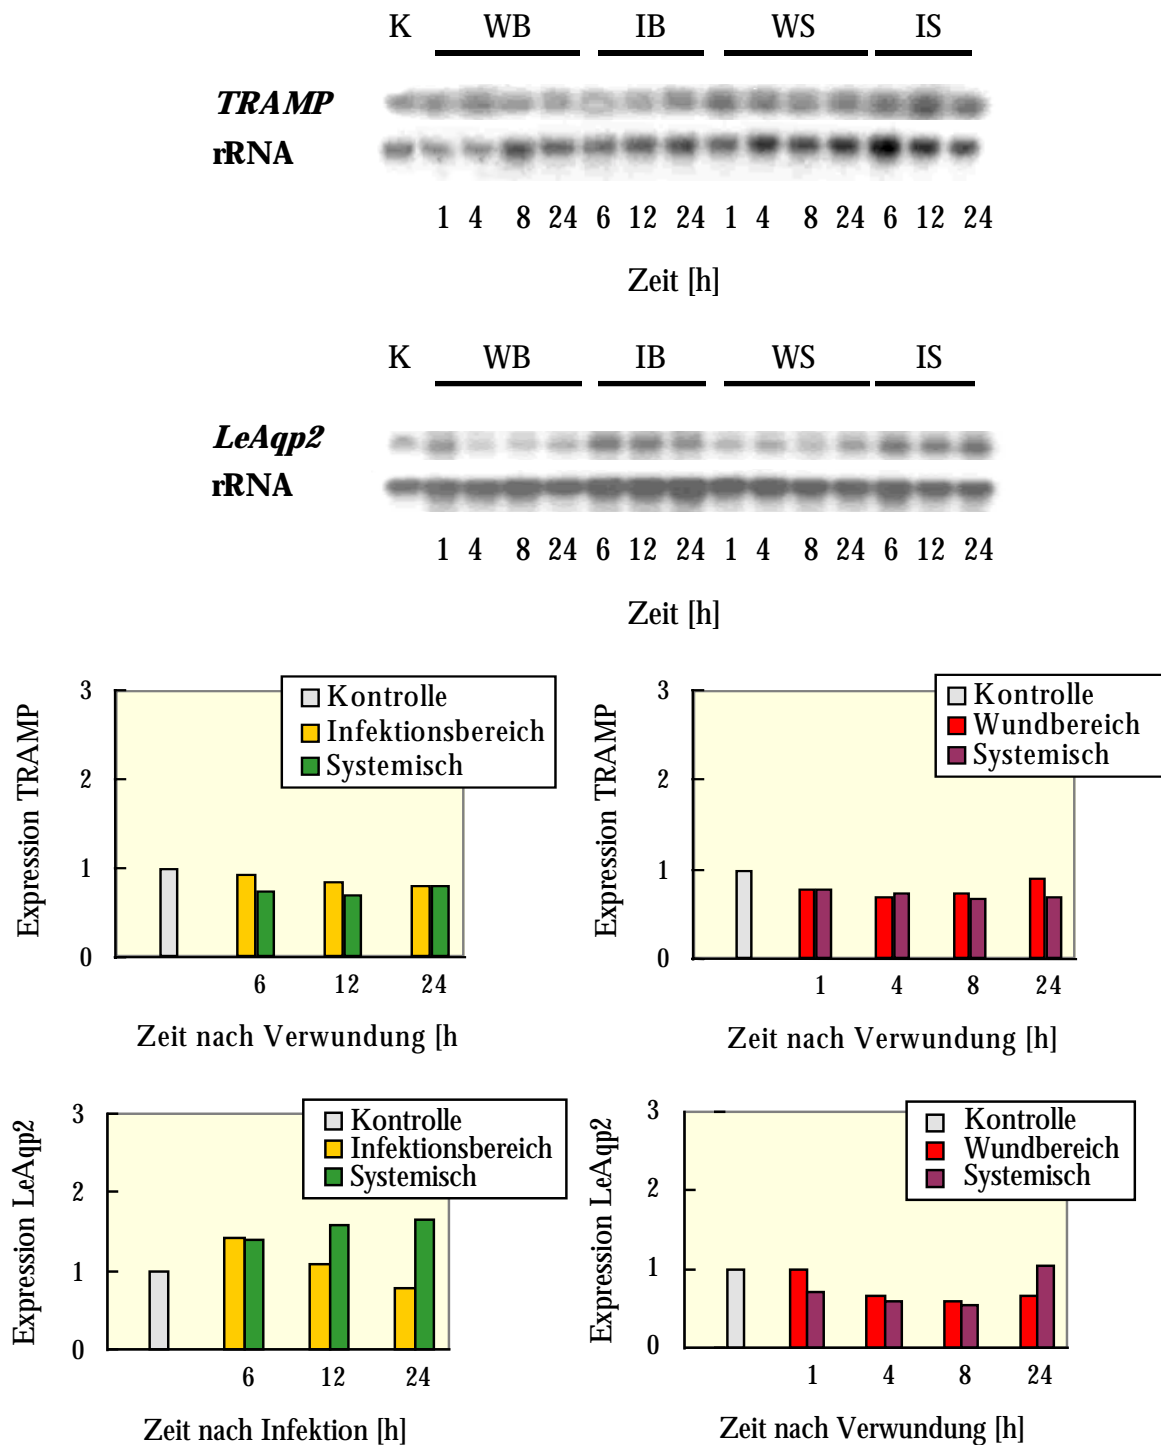 K WB IB WS IS
TRAMP
rRNA
1 4 8 24 6 12 24 1 4 8 24 6 12 24
Zeit [h]
K WB IB WS IS
LeAqp2
rRNA
1 4 8 24 6 12 24 1 4 8 24 6 12 24
Zeit [h]
Expression TRAMP
3
2
1
0
Kontrolle
Infektionsbereich
Systemisch
6 12 24
Zeit nach Verwundung [h
Expression TRAMP
3
2
1
0
Kontrolle
Wundbereich
Systemisch
1 4 8 24
Zeit nach Verwundung [h]
Expression LeAqp2
3
2
1
0
Kontrolle
Infektionsbereich
Systemisch
6 12 24
Zeit nach Infektion [h]
Expression LeAqp2
3
2
1
0
Kontrolle
Wundbereich
Systemisch
1 4 8 24
Zeit nach Verwundung [h]